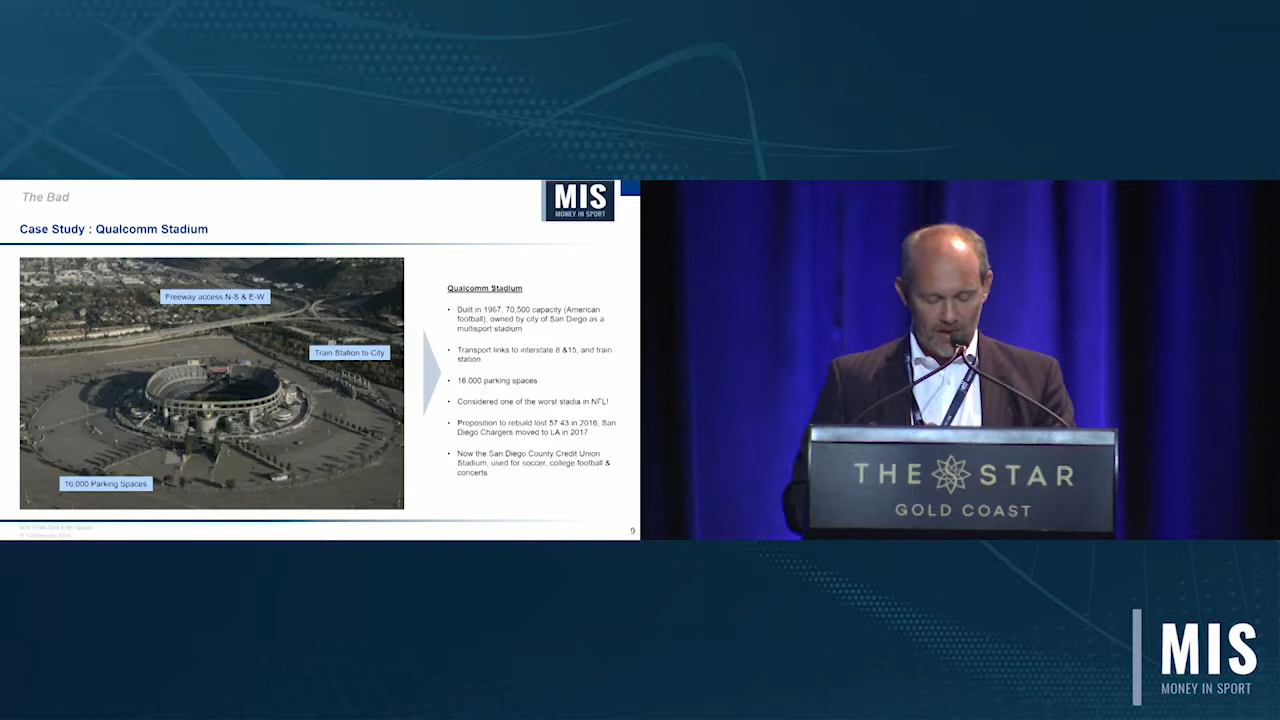 The Bad
MIS
MONEY IN SPORT
Case Study : Qualcomm Stadium
Freeway access N-S & E-W
Train Station to City
16,000 Parking Spaces
Qualcomm Stadium
• Built in 1967, 70,500 capacity (American
football); owned by city of San Diego as a
multisport stadium
• Transport links to interstate 8 &15, and train
station
• 16.000 parking spaces
• Considered one of the worst stadia in NFL!
• Proposition to rebuild lost 57 43 in 2016, San
Diego Chargers moved to LA in 2017
• Now the San Diego County Credit Union
Stadium, used for soccer, college football &
concerts
9
THE STAR
GOLD COAST
MIS
MONEY IN SPORT